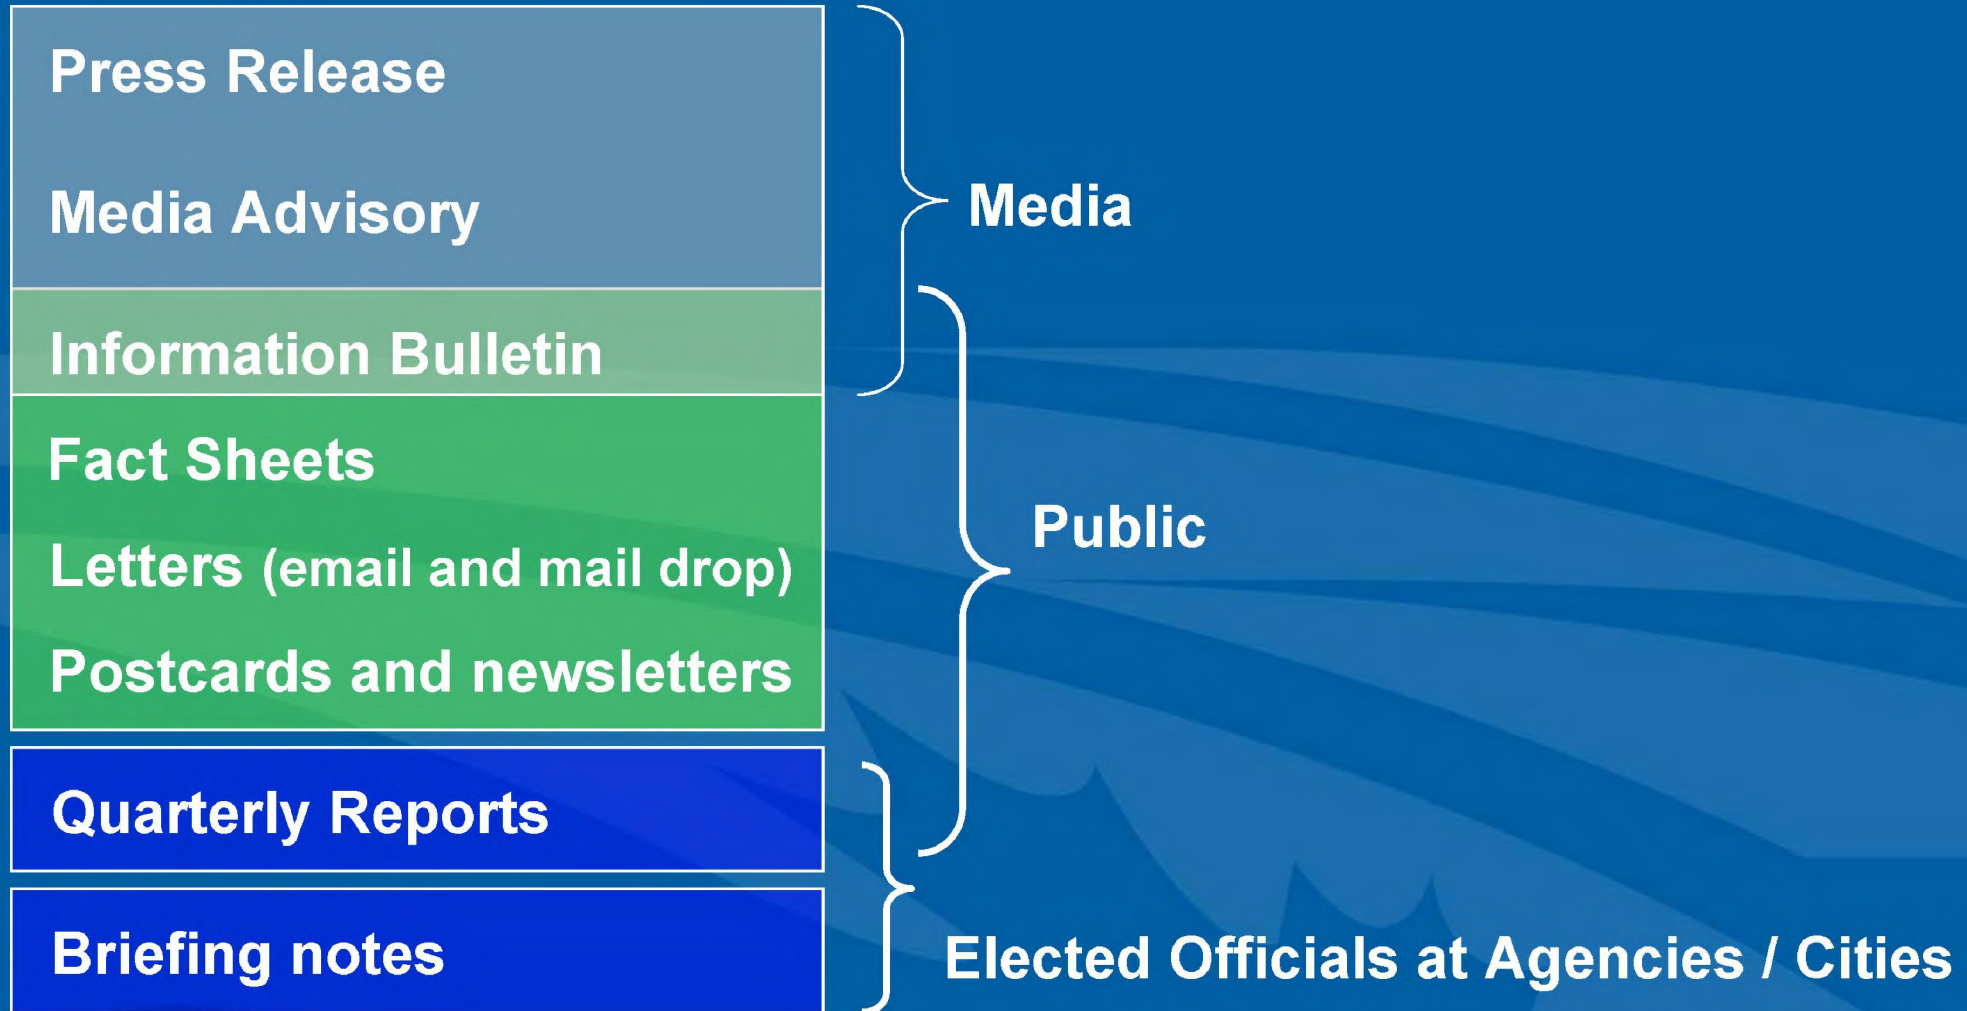 Press Release
Media Advisory
Media
Information Bulletin
Fact Sheets
Public
Letters (email and mail drop)
Postcards and newsletters
Quarterly Reports
Briefing notes
Elected Officials at Agencies / Cities